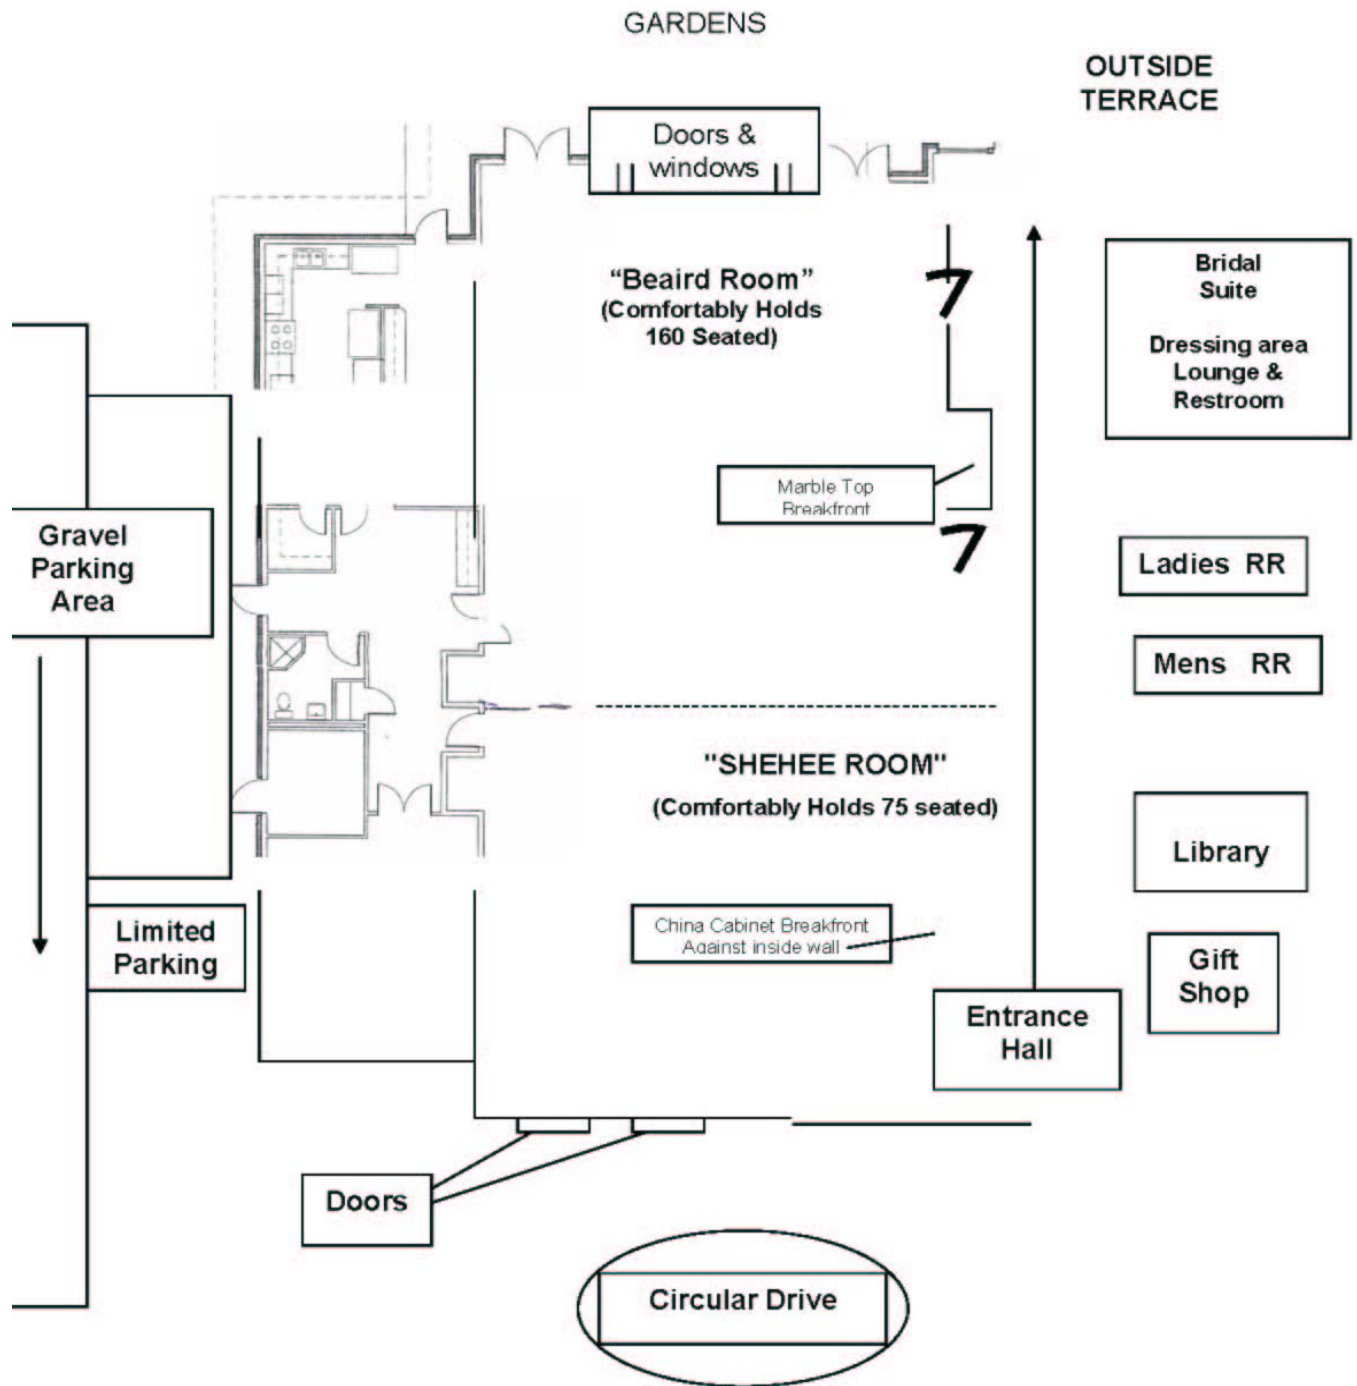 GARDENS
OUTSIDE
TERRACE
Doors &
windows
“Beaird Room”
(Comfortably Holds
160 Seated)
Bridal
Suite
Dressing area
Lounge &
Restroom
Marble Top
Breakfront
Gravel
Parking
Area
Ladies RR
Mens RR
"SHEHEE ROOM"
(Comfortably Holds 75 seated)
Library
China Cabinet Breakfront
Against inside wall
Limited
Parking
Gift
Shop
Entrance
Hall
Doors
Circular Drive